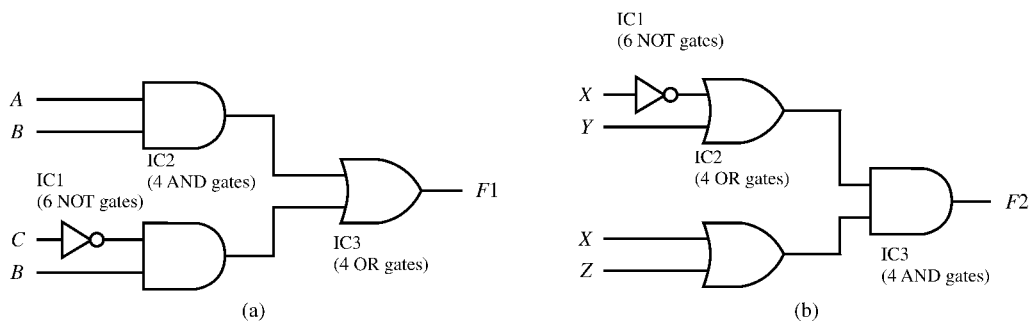 A
B
IC2
(4 AND gates)
IC1
(6 NOT gates)
C
B
IC3
(4 OR gates)
F1
(a)
IC1
(6 NOT gates)
X
Y
IC2
(4 OR gates)
X
Z
IC3
(4 AND gates)
F2
(b)